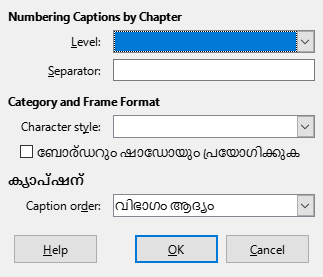 Numbering Captions by Chapter
Level:
Separator:
Category and Frame Format
Character style:
ബോര്‍ഡറും ഷാഡോയും പ്രയോഗിക്കുക
ക്യാപ്ഷന്‍
Caption order: വിഭാഗം ആദ്യം
Help OK Cancel